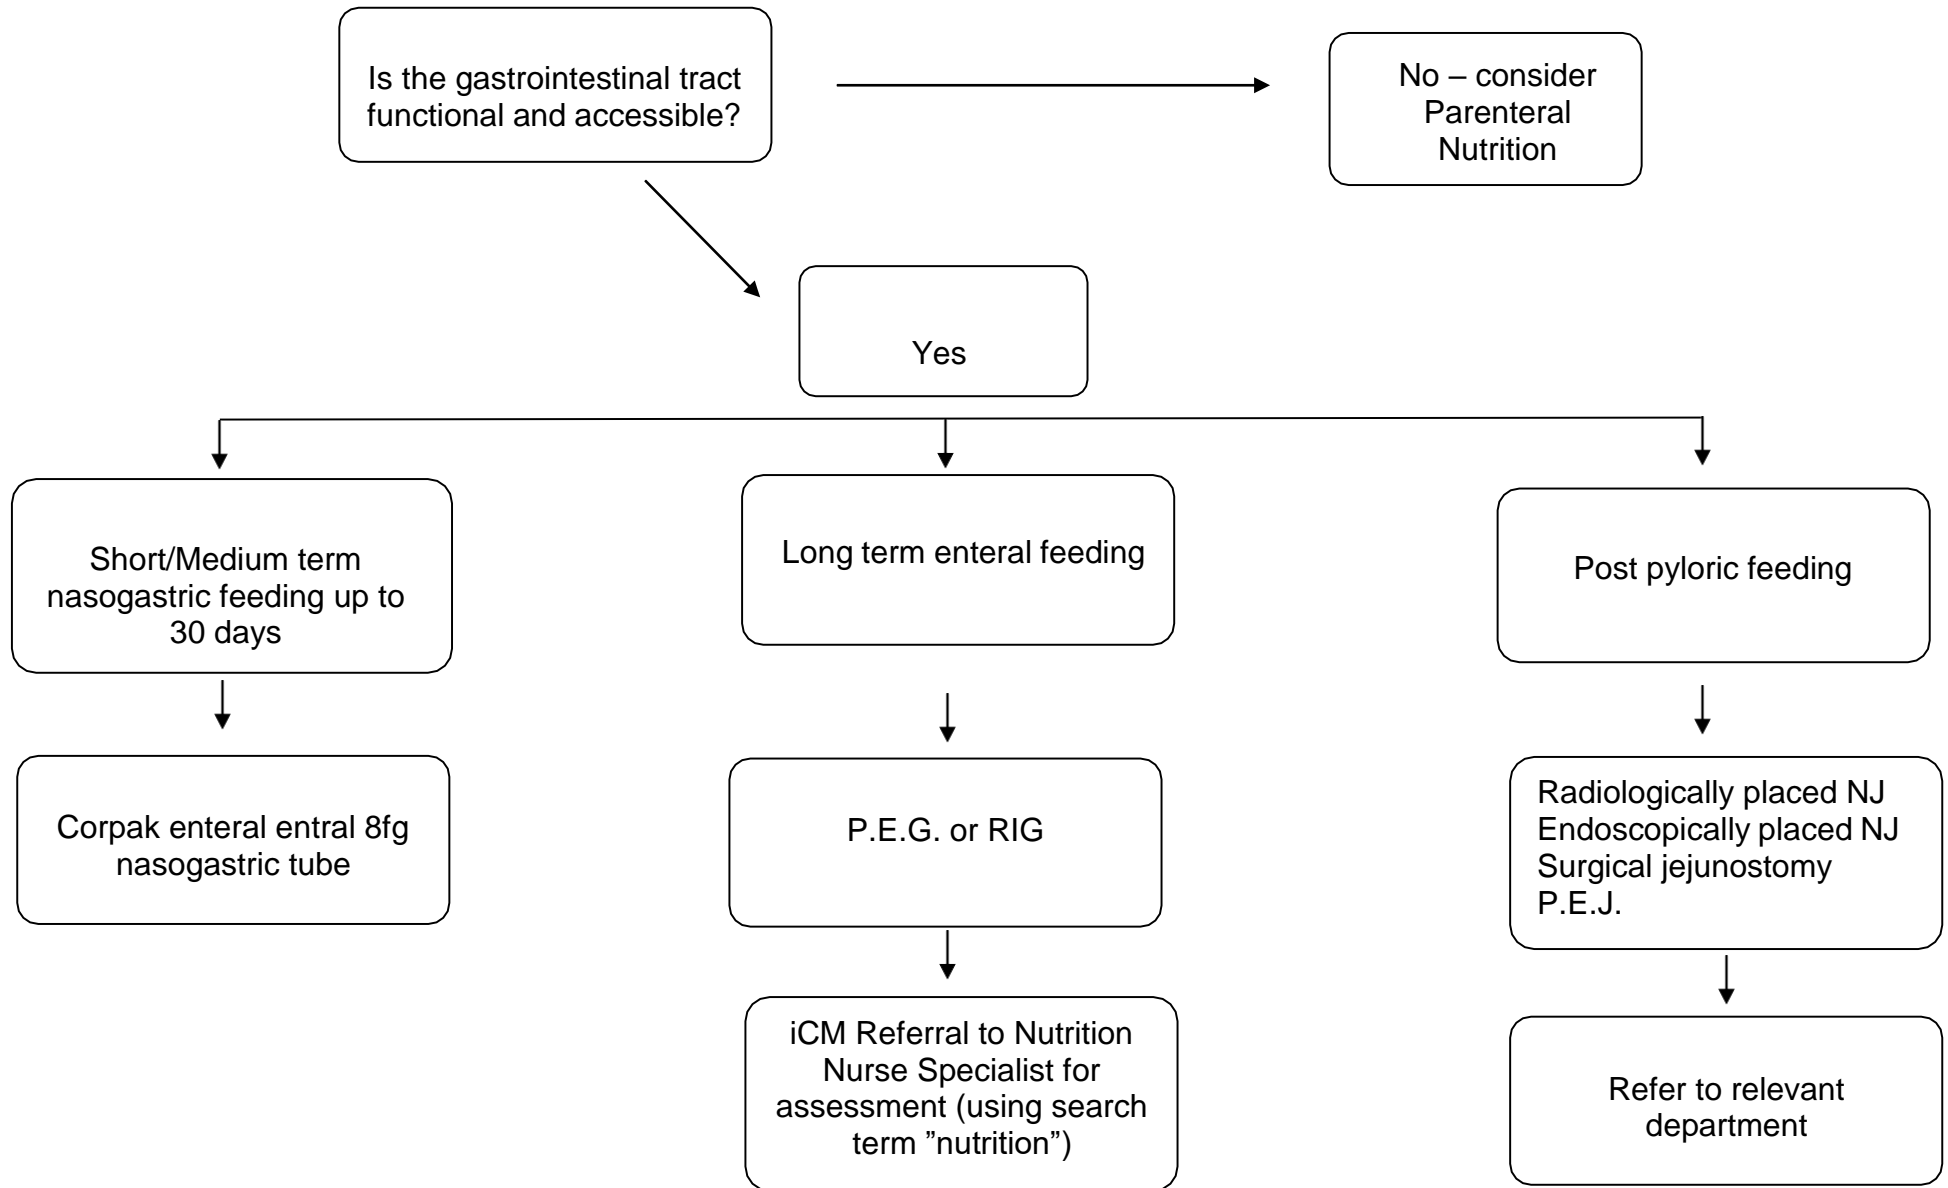 Is the gastrointestinal tract
functional and accessible?
No – consider
Parenteral
Nutrition
Yes
Short/Medium term
nasogastric feeding up to
30 days
Long term enteral feeding
Post pyloric feeding
Corpak enteral entral 8fg
nasogastric tube
P.E.G. or RIG
Radiologically placed NJ
Endoscopically placed NJ
Surgical jejunostomy
P.E.J.
iCM Referral to Nutrition
Nurse Specialist for
assessment (using search
term ”nutrition”)
Refer to relevant
department